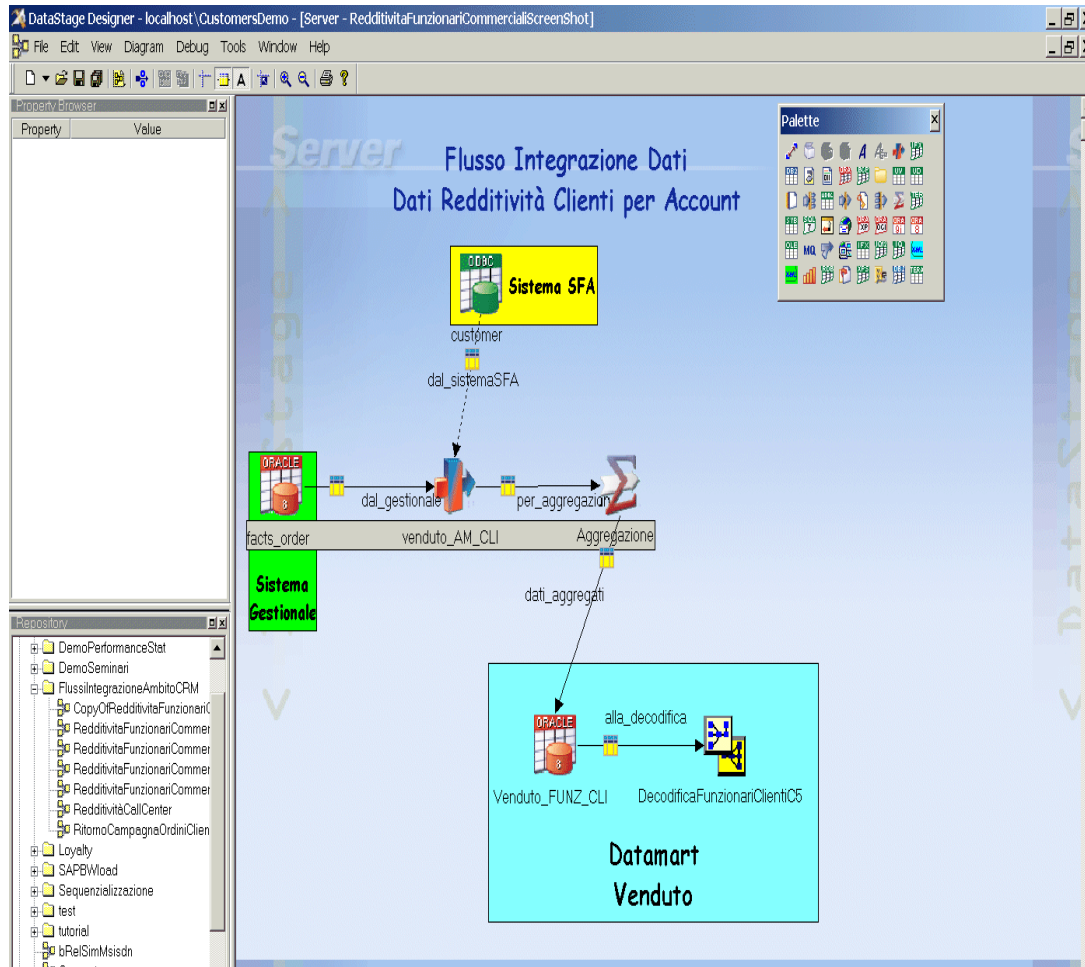 DataStage Designer - localhost\CustomersDemo - [Server - RedditivitaFunzionariCommercialiScreenShot]
File Edit View Diagram Debug Tools Window Help
Property Browser
Property Value
Server
Flusso Integrazione Dati
Dati Redditività Clienti per Account
Palette
ODBC
Sistema SFA
customer
dal_sistemaSFA
ORACLE
8
dal_gestionale
per_aggregazion
facts_order
venduto_AM_CLI
Aggregazione
Sistema
Gestionale
dati_aggregati
ORACLE
8
alla_decodifica
Venduto_FUNZ_CLI
DecodificaFunzionariClientiC5
Datamart
Venduto
Repository
DemoPerformanceStat
DemoSeminari
FlussiIntegrazioneAmbitoCRM
CopyOfRedditivitaFunzionariC
RedditivitaFunzionariCommer
RedditivitaFunzionariCommer
RedditivitaFunzionariCommer
RedditivitaFunzionariCommer
RedditivitàCallCenter
RitornoCampagnaOrdiniClien
Loyalty
SAPBWload
Sequenzializzazione
test
tutorial
bRelSimMsisdn